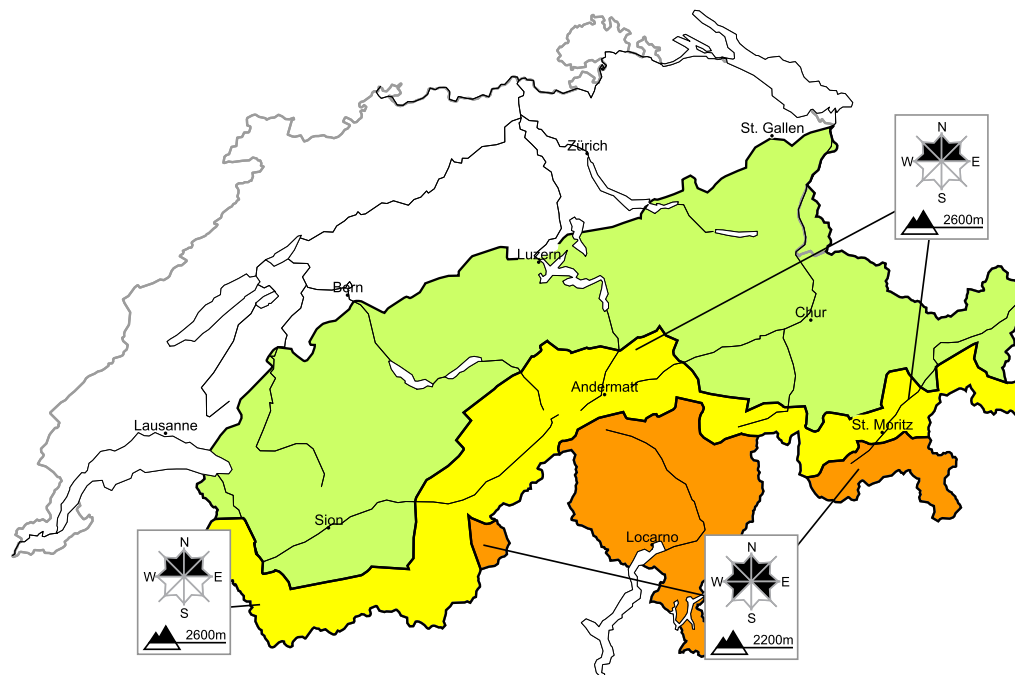 St. Gallen
Zürich
N
W E
S
2600m
Luzern
Bern
Chur
Andermatt
Lausanne
St. Moritz
Sion
Locarno
N
W E
S
2600m
N
W E
S
2200m